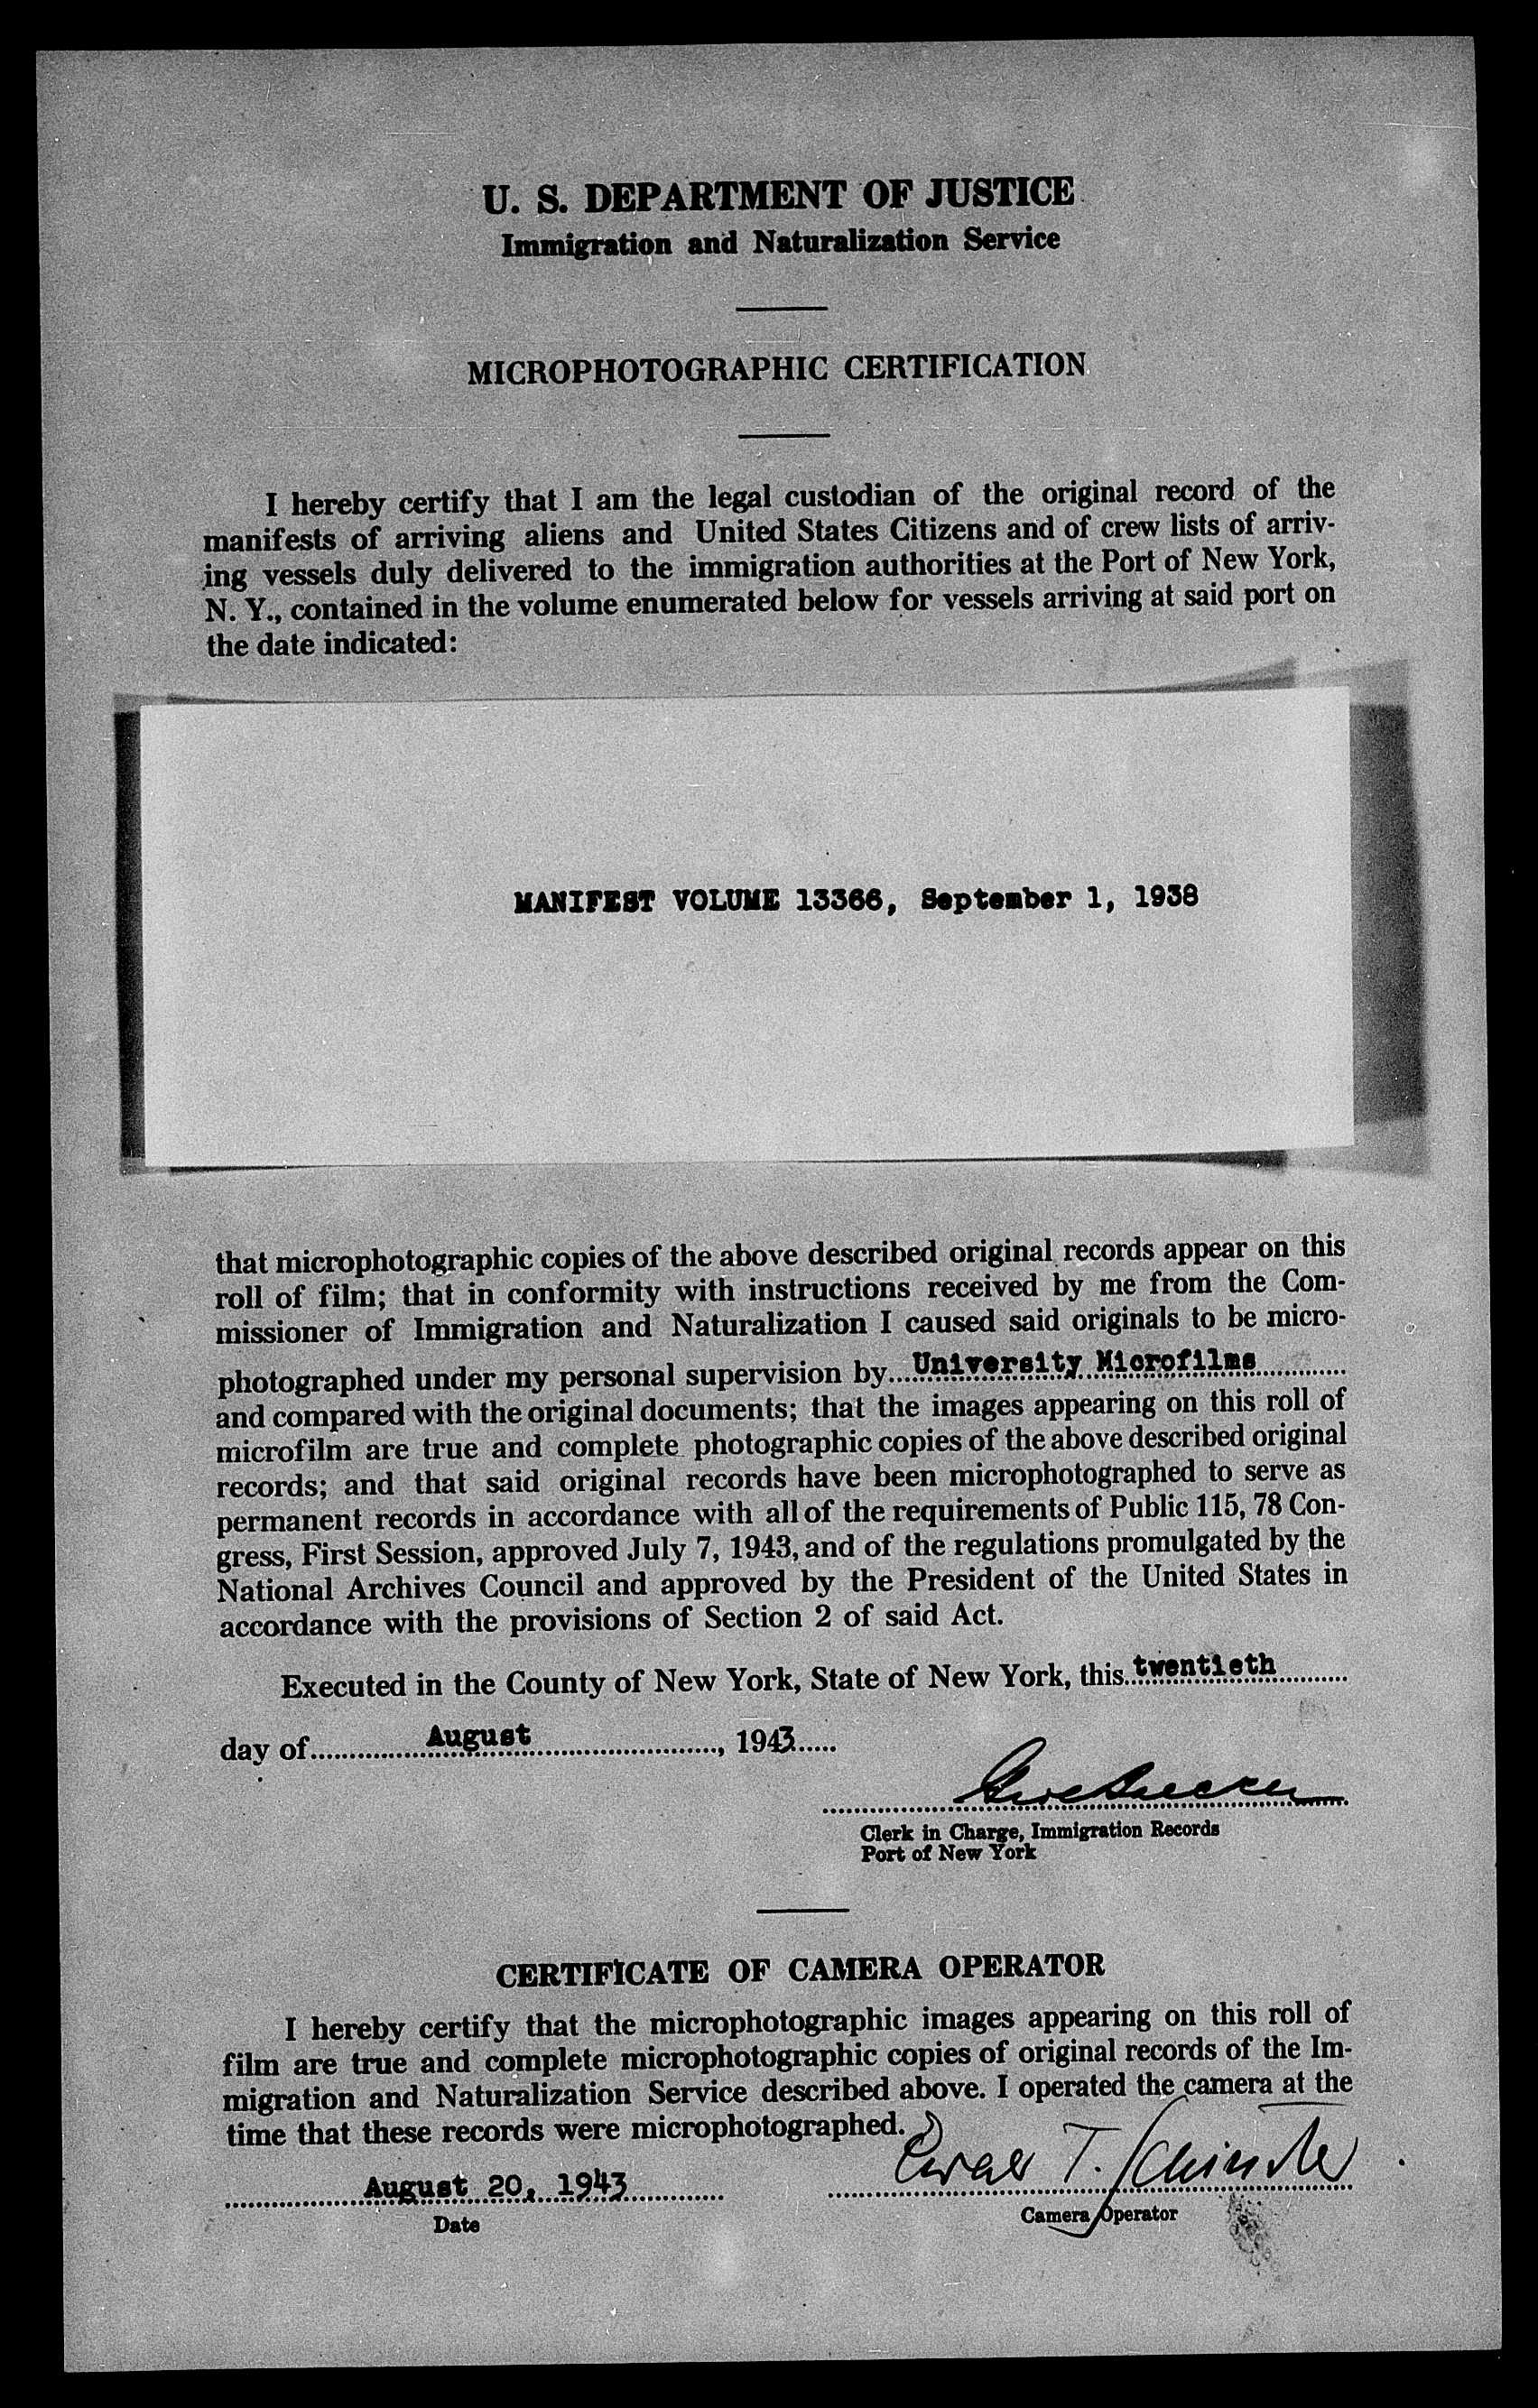 U. S. DEPARTMENT OF JUSTICE
Immigration and Naturalization Service
MICROPHOTOGRAPHIC CERTIFICATION
I hereby certify that I am the legal custodian of the original record of the
manifests of arriving aliens and United States Citizens and of crew lists of arriv-
ing vessels duly delivered to the immigration authorities at the Port of New York,
N. Y., contained in the volume enumerated below for vessels arriving at said port on
the date indicated:
MANIFEST VOLUME 13366, September 1, 1938
that microphotographic copies of the above described original records appear on this
roll of film; that in conformity with instructions received by me from the Com-
missioner of Immigration and Naturalization I caused said originals to be micro-
photographed under my personal supervision by University Microfilms
and compared with the original documents; that the images appearing on this roll of
microfilm are true and complete photographic copies of the above described original
records; and that said original records have been microphotographed to serve as
permanent records in accordance with all of the requirements of Public 115, 78 Con-
gress, First Session, approved July 7, 1943, and of the regulations promulgated by the
National Archives Council and approved by the President of the United States in
accordance with the provisions of Section 2 of said Act.
Executed in the County of New York, State of New York, this twentieth
day of August, 1943
Clerk in Charge, Immigration Records
Port of New York
CERTIFICATE OF CAMERA OPERATOR
I hereby certify that the microphotographic images appearing on this roll of
film are true and complete microphotographic copies of original records of the Im-
migration and Naturalization Service described above. I operated the camera at the
time that these records were microphotographed.
August 20, 1943 T.
Date
Camera Operator